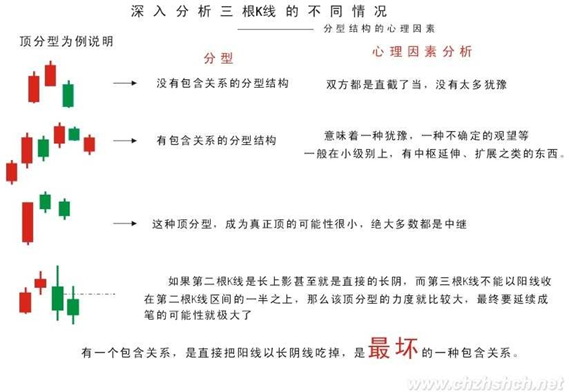 深入分析三根K线的不同情况
分型结构的心理因素
顶分型为例说明
分型
心理因素分析
没有包含关系的分型结构
双方都是直截了当，没有太多犹豫
有包含关系的分型结构
意味着一种犹豫，一种不确定的观望等
一般在小级别上，有中枢延伸、扩展之类的东西。
这种顶分型，成为真正顶的可能性很小，绝大多数都是中继
如果第二根K线是长上影甚至就是直接的长阴，而第三根K线不能以阳线收
在第二根K线区间的一半之上，那么该顶分型的力度就比较大，最终要延续成
笔的可能性就极大了
有一个包含关系，是直接把阳线以长阴线吃掉，是最坏的一种包含关系。
www.chzhshch.net